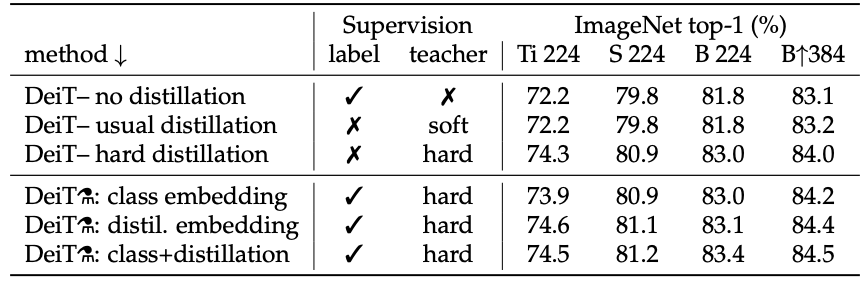 Supervision ImageNet top-1 (%)
method ↓ label teacher Ti 224 S 224 B 224 B↑384
DeiT– no distillation ✓ ✗ 72.2 79.8 81.8 83.1
DeiT– usual distillation ✗ soft 72.2 79.8 81.8 83.2
DeiT– hard distillation ✗ hard 74.3 80.9 83.0 84.0
DeiT⚗: class embedding ✓ hard 73.9 80.9 83.0 84.2
DeiT⚗: distil. embedding ✓ hard 74.6 81.1 83.1 84.4
DeiT⚗: class+distillation ✓ hard 74.5 81.2 83.4 84.5